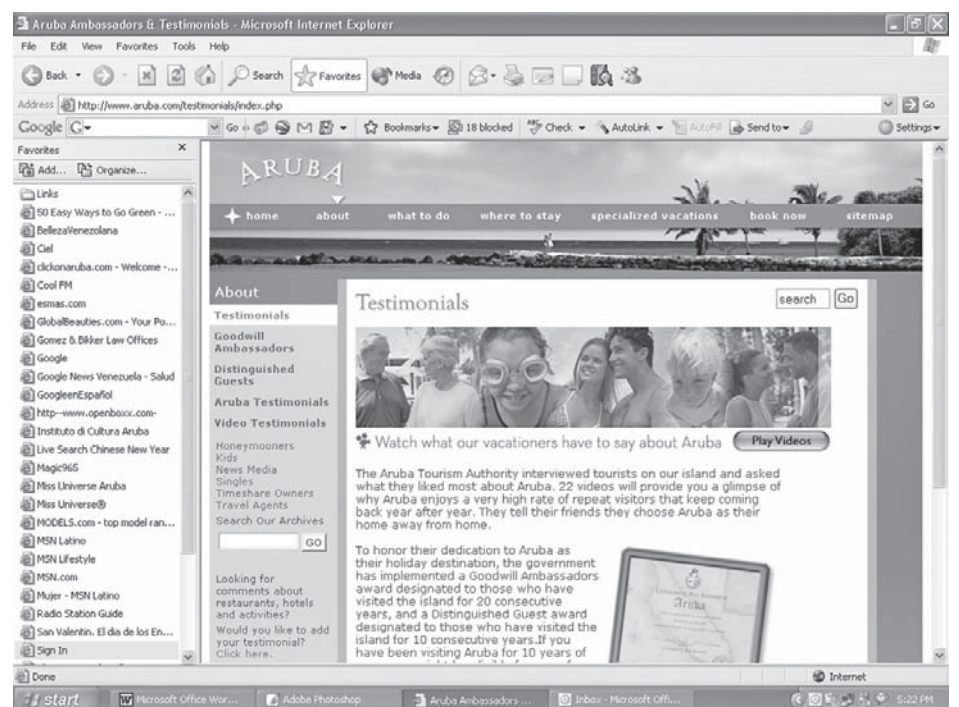 Aruba Ambassadors & Testimonials - Microsoft Internet Explorer
File Edit View Favorites Tools Help
Back Search Favorites Media
Address http://www.aruba.com/testimonials/index.php Go
Google G Go Bookmarks 18 blocked Check AutoLink AutoFill Send to Settings
Favorites
Add... Organize...
Links
50 Easy Ways to Go Green - ...
BellezaVenezolana
Ciel
clickonaruba.com - Welcome -...
Cool FM
esmas.com
GlobalBeauties.com - Your Po...
Gomez & Bikker Law Offices
Google
Google News Venezuela - Salud
GoogleenEspañol
http--www.openboxx.com-
Instituto di Cultura Aruba
Live Search Chinese New Year
Magic965
Miss Universe Aruba
Miss Universe®
MODELS.com - top model ran...
MSN Latino
MSN Lifestyle
MSN.com
Mujer - MSN Latino
Radio Station Guide
San Valentin. El dia de los En...
Sign In
ARUBA
home about what to do where to stay specialized vacations book now sitemap
About
Testimonials
Goodwill
Ambassadors
Distinguished
Guests
Aruba Testimonials
Video Testimonials
Honeymooners
Kids
News Media
Singles
Timeshare Owners
Travel Agents
Search Our Archives
GO
Looking for
comments about
restaurants, hotels
and activities?
Would you like to add
your testimonial?
Click here.
Testimonials
search Go
Watch what our vacationers have to say about Aruba Play Videos
The Aruba Tourism Authority interviewed tourists on our island and asked
what they liked most about Aruba. 22 videos will provide you a glimpse of
why Aruba enjoys a very high rate of repeat visitors that keep coming
back year after year. They tell their friends they choose Aruba as their
home away from home.
To honor their dedication to Aruba as
their holiday destination, the government
has implemented a Goodwill Ambassadors
award designated to those who have
visited the island for 20 consecutive
years, and a Distinguished Guest award
designated to those who have visited the
island for 10 consecutive years.If you
have been visiting Aruba for 10 years of
Aruba
Done Internet
start Microsoft Office Wor... Adobe Photoshop Aruba Ambassadors ... Inbox - Microsoft Offi... 5:22 PM